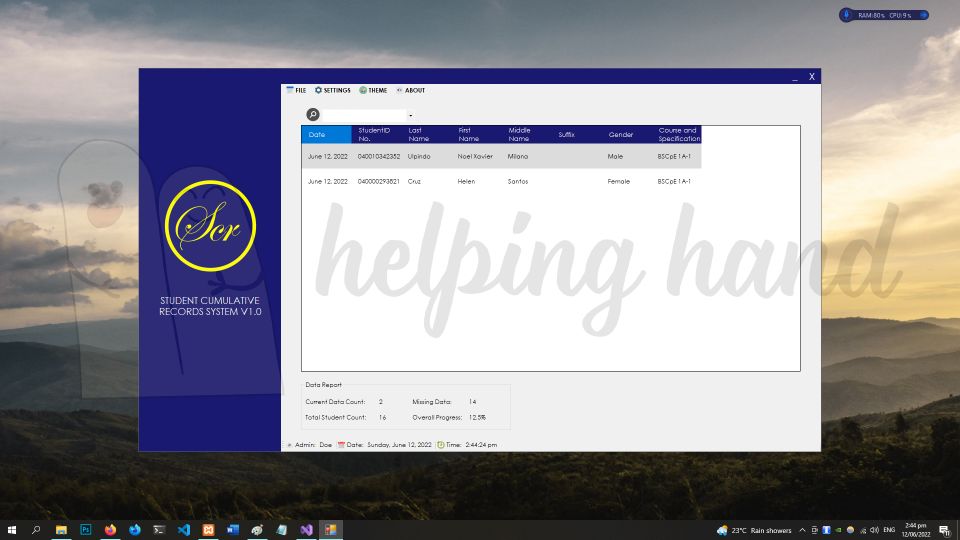 RAM:80% CPU:9%
_ X
FILE SETTINGS THEME ABOUT
Date StudentID No. Last Name First Name Middle Name Suffix Gender Course and Specification
June 12, 2022 040010342352 Ulpindo Noel Xavier Milana Male BSCpE 1A-1
June 12, 2022 040000293821 Cruz Helen Santos Female BSCpE 1A-1
Scr
STUDENT CUMULATIVE
RECORDS SYSTEM V1.0
helping hand
Data Report
Current Data Count: 2 Missing Data: 14
Total Student Count: 16 Overall Progress: 12.5%
Admin: Doe Date: Sunday, June 12, 2022 Time: 2:44:24 pm
23°C Rain showers ENG 2:44 pm
12/06/2022